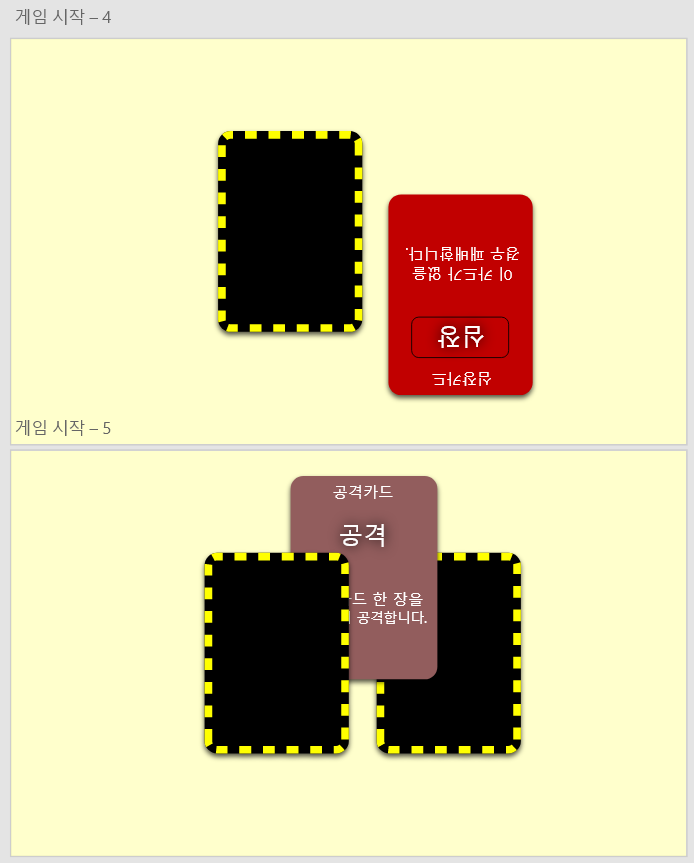 게임 시작 – 4
심장카드
심장
이 카드가 없을
경우 패배합니다.
게임 시작 – 5
공격카드
공격
드 한 장을
공격합니다.